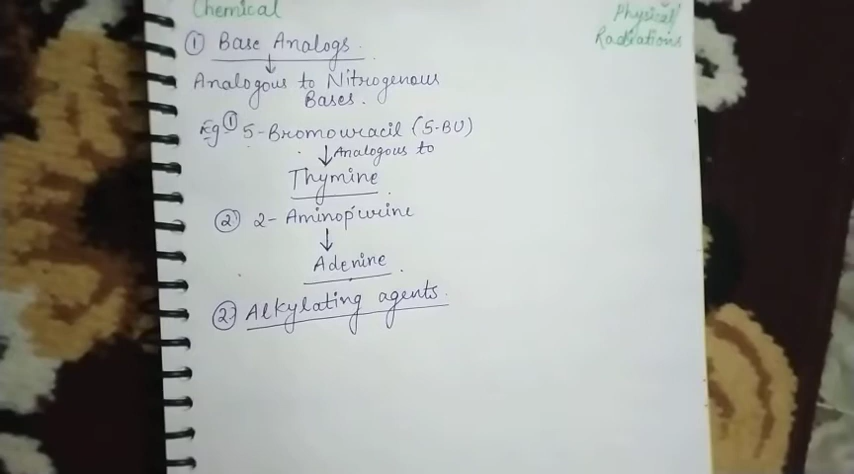 Chemical
Physical
Radiations
① Base Analogs.
↓
Analogous to Nitrogenous
Bases.
Eg ① 5-Bromouracil (5-BU)
↓ Analogous to
Thymine.
② 2-Aminopurine
↓
Adenine.
② Alkylating agents.